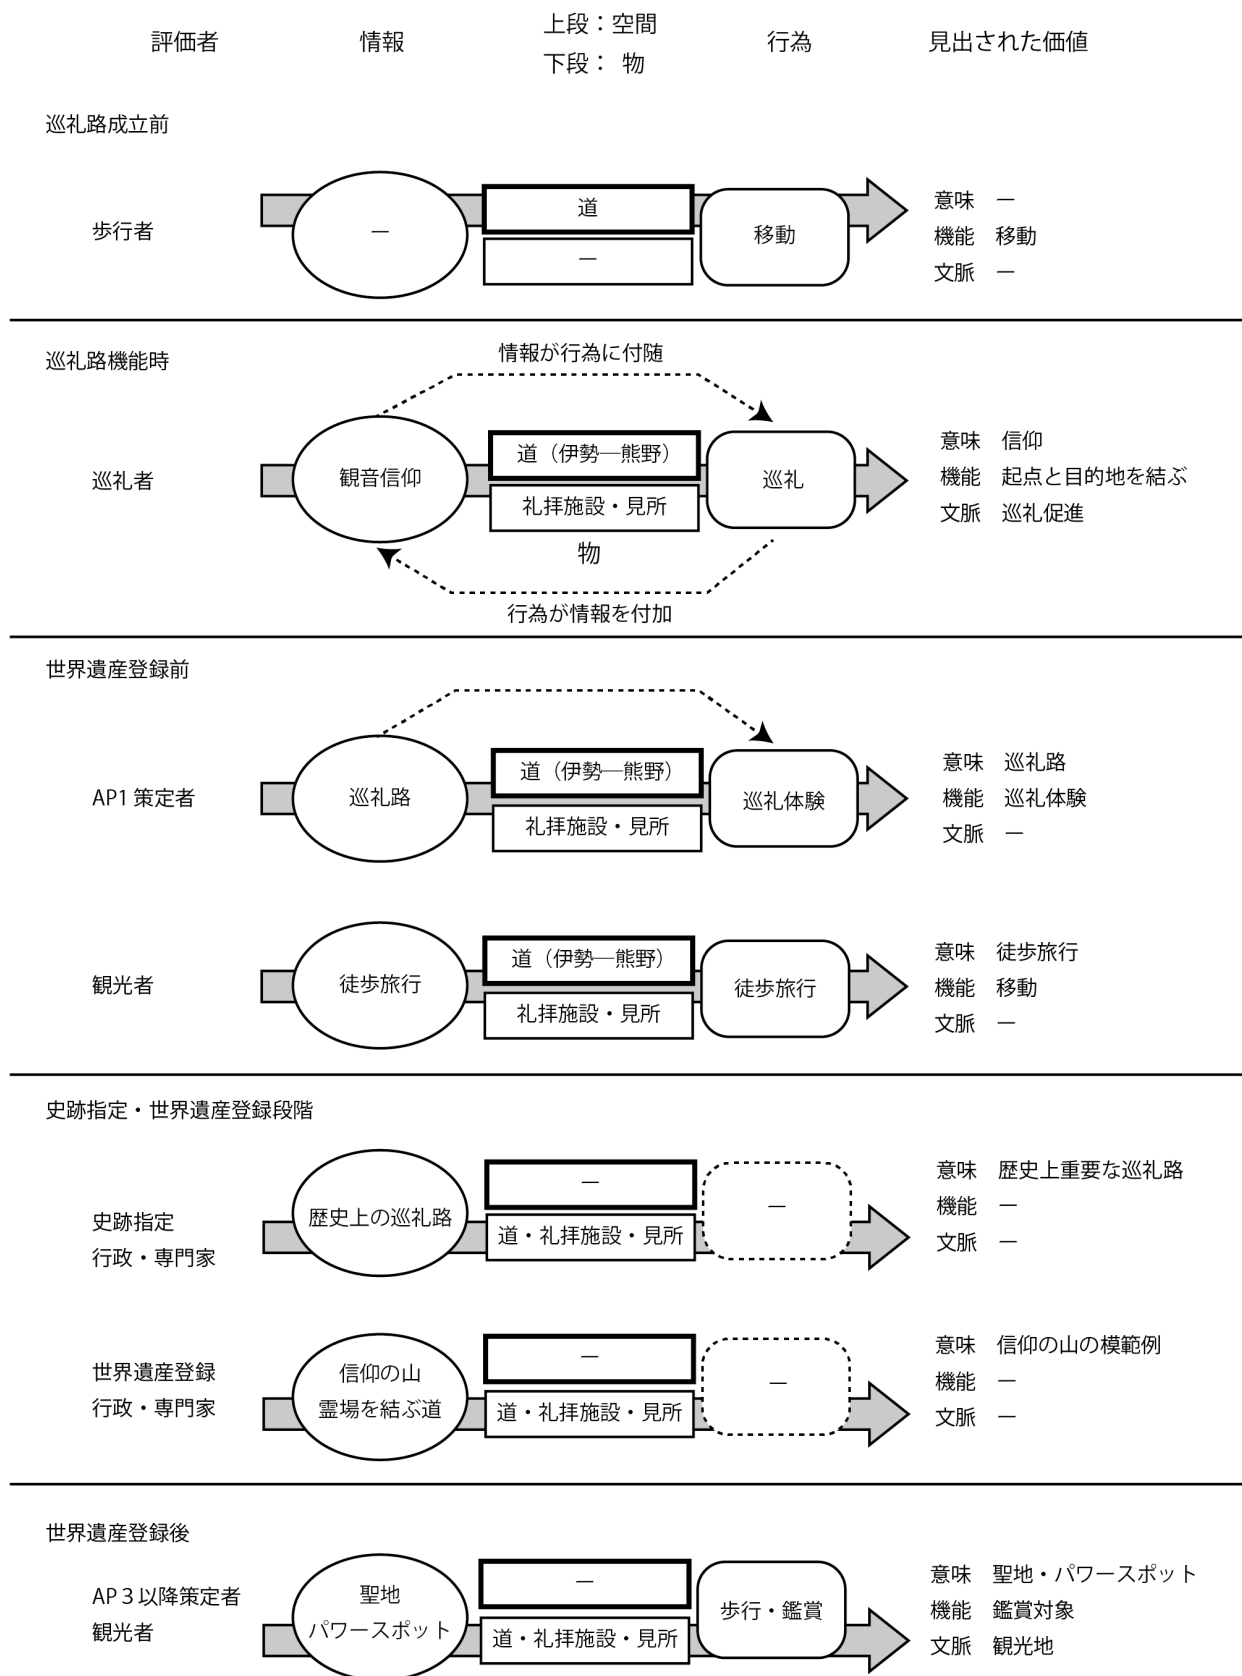 評価者
情報
上段：空間
下段： 物
行為
見出された価値
巡礼路成立前
歩行者
ー
道
ー
移動
意味　ー
機能　移動
文脈　ー
巡礼路機能時
情報が行為に付随
巡礼者
観音信仰
道（伊勢―熊野）
礼拝施設・見所
物
巡礼
行為が情報を付加
意味　信仰
機能　起点と目的地を結ぶ
文脈　巡礼促進
世界遺産登録前
AP1 策定者
巡礼路
道（伊勢―熊野）
礼拝施設・見所
巡礼体験
意味　巡礼路
機能　巡礼体験
文脈　ー
観光者
徒歩旅行
道（伊勢―熊野）
礼拝施設・見所
徒歩旅行
意味　徒歩旅行
機能　移動
文脈　ー
史跡指定・世界遺産登録段階
史跡指定
行政・専門家
歴史上の巡礼路
ー
道・礼拝施設・見所
ー
意味　歴史上重要な巡礼路
機能　ー
文脈　ー
世界遺産登録
行政・専門家
信仰の山
霊場を結ぶ道
ー
道・礼拝施設・見所
ー
意味　信仰の山の模範例
機能　ー
文脈　ー
世界遺産登録後
AP 3 以降策定者
観光者
聖地
パワースポット
ー
道・礼拝施設・見所
歩行・鑑賞
意味　聖地・パワースポット
機能　鑑賞対象
文脈　観光地